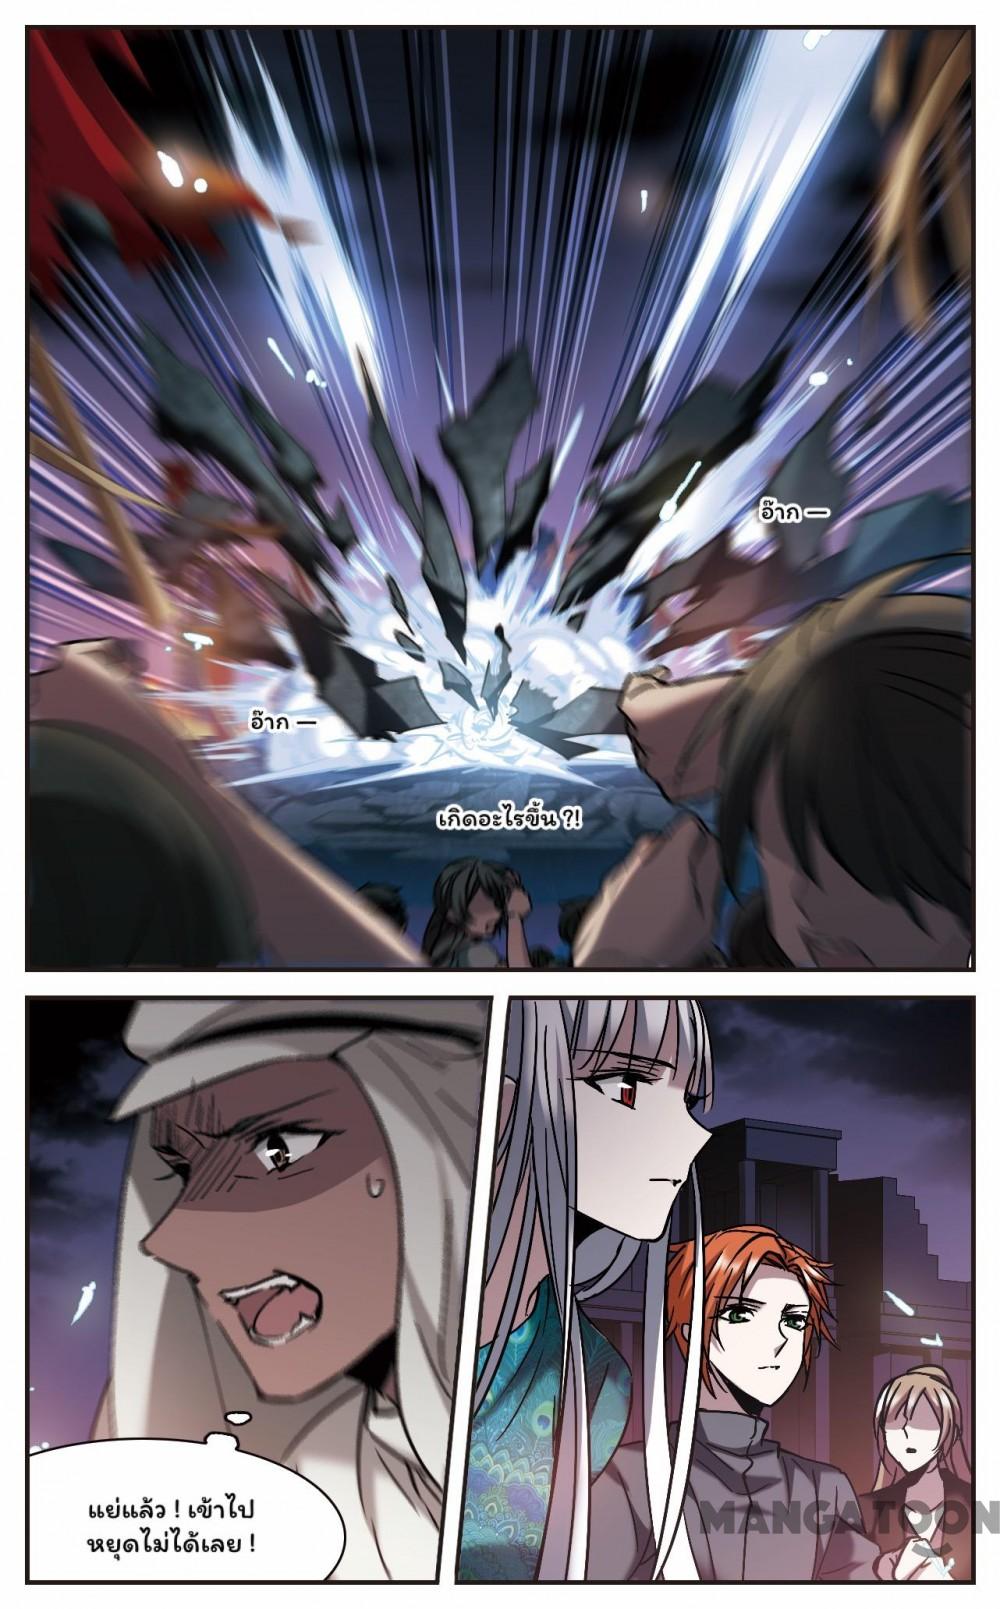 อ๊าก —
อ๊าก —
เกิดอะไรขึ้น ?!
แย่แล้ว ! เข้าไป
หยุดไม่ได้เลย !
MANGATOON